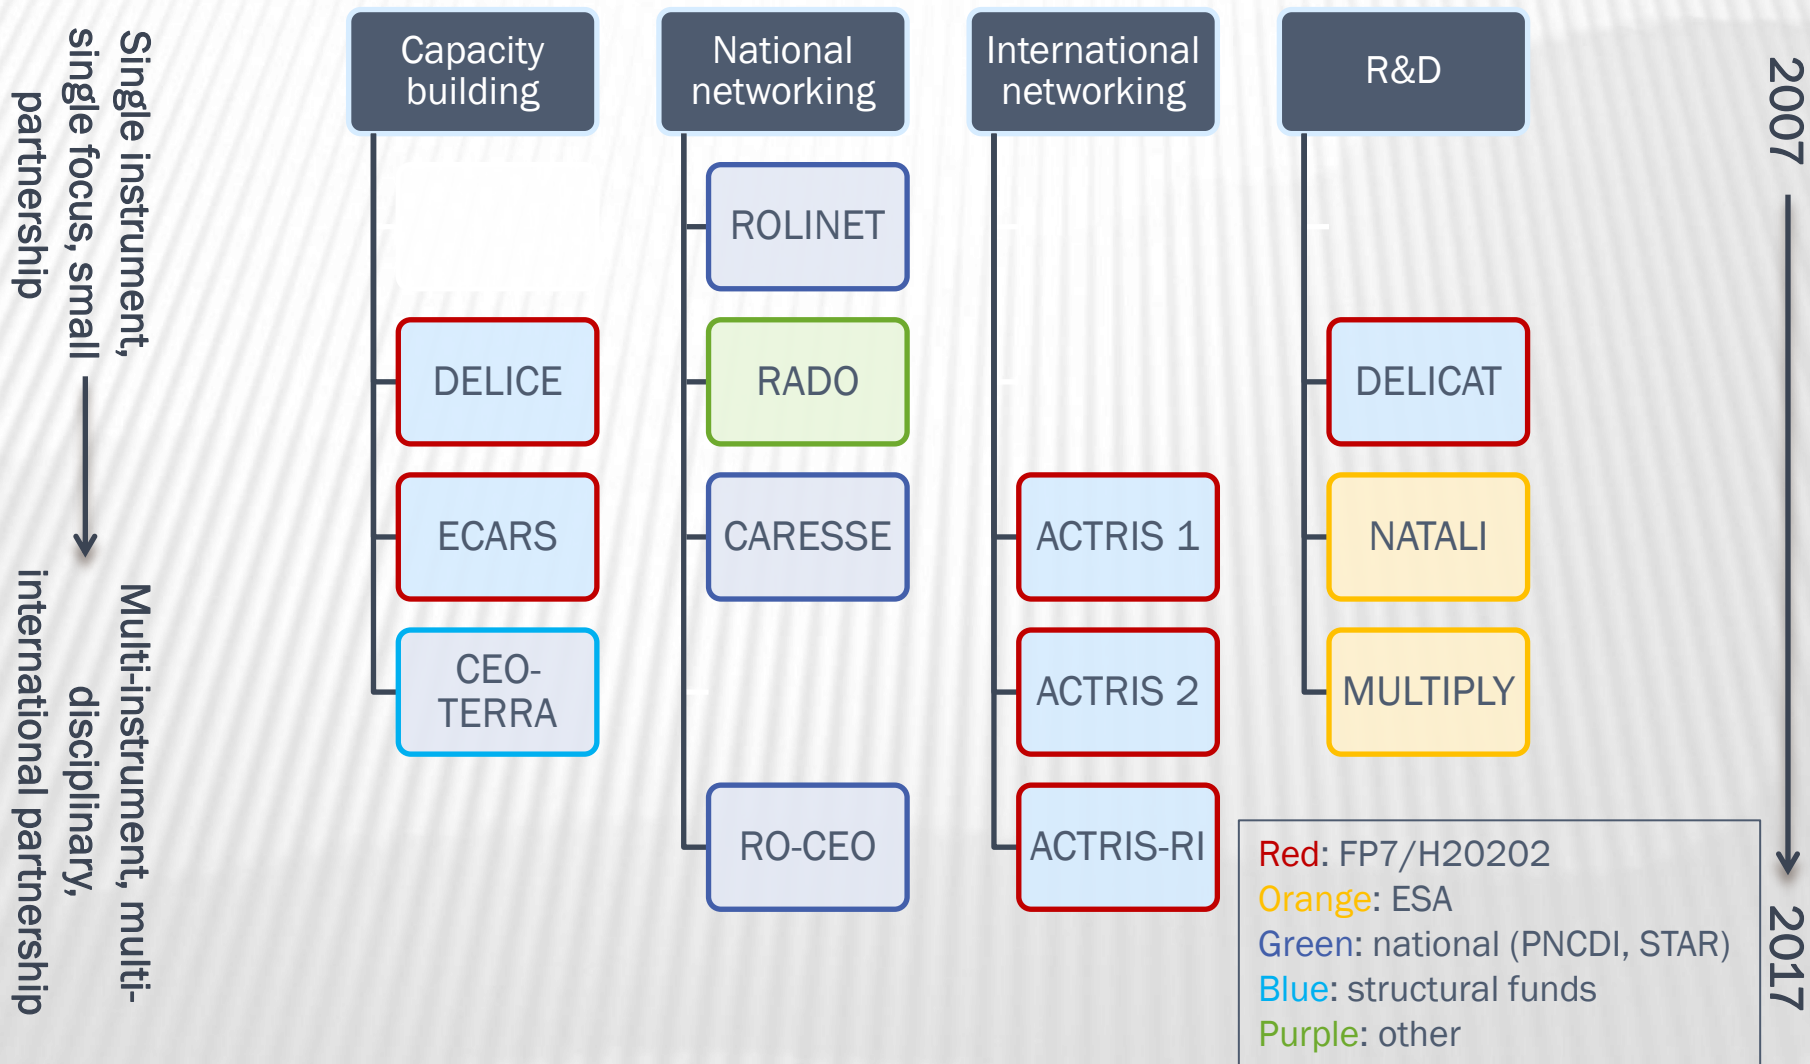 Single instrument,
single focus, small
partnership
Multi-instrument, multi-
disciplinary,
international partnership
Capacity
building
DELICE
ECARS
CEO-
TERRA
National
networking
ROLINET
RADO
CARESSE
RO-CEO
International
networking
ACTRIS 1
ACTRIS 2
ACTRIS-RI
R&D
DELICAT
NATALI
MULTIPLY
2007
2017
Red: FP7/H20202
Orange: ESA
Green: national (PNCDI, STAR)
Blue: structural funds
Purple: other